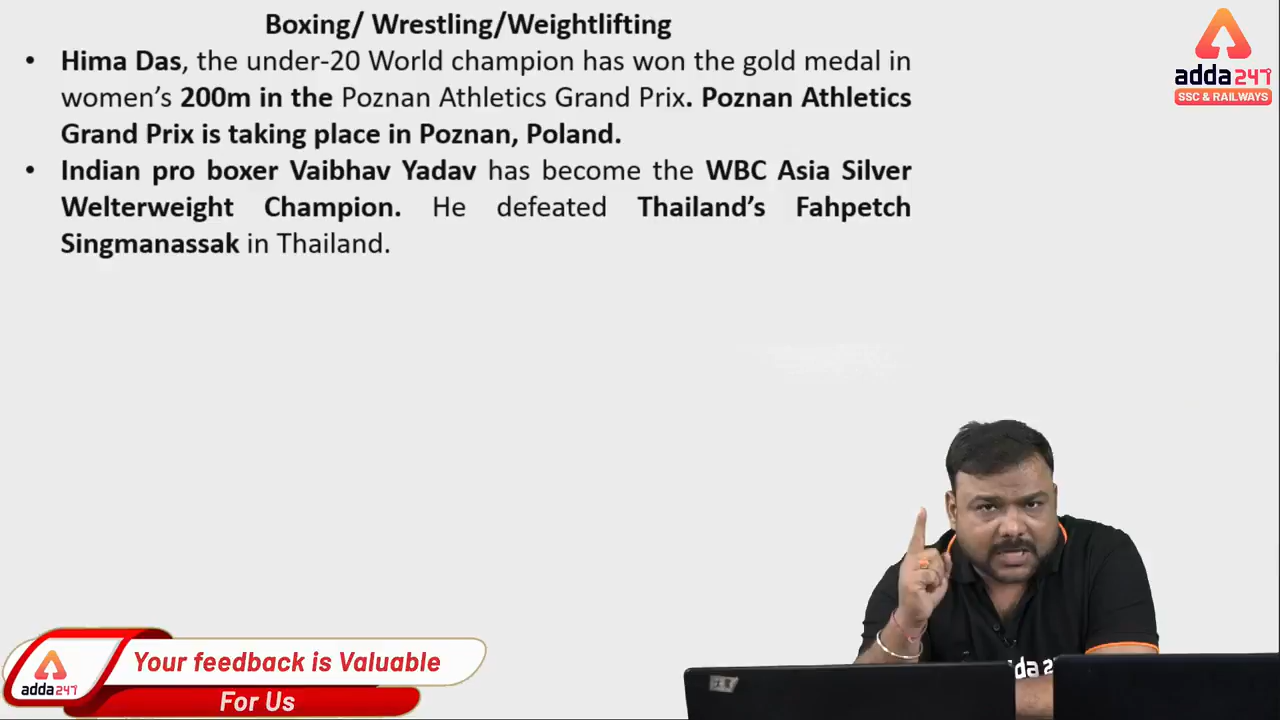 Boxing/ Wrestling/Weightlifting
adda247
SSC & RAILWAYS
• Hima Das, the under-20 World champion has won the gold medal in
women’s 200m in the Poznan Athletics Grand Prix. Poznan Athletics
Grand Prix is taking place in Poznan, Poland.
• Indian pro boxer Vaibhav Yadav has become the WBC Asia Silver
Welterweight Champion. He defeated Thailand’s Fahpetch
Singmanassak in Thailand.
adda247
Your feedback is Valuable
For Us